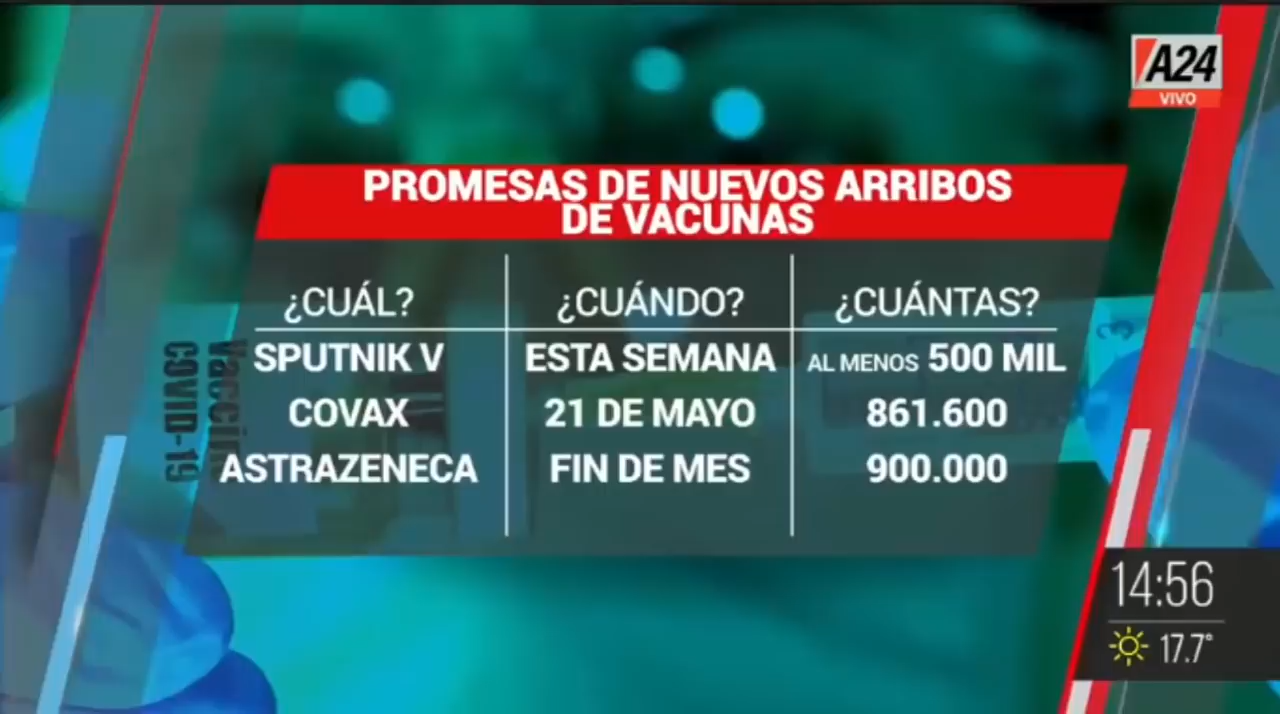 A24
VIVO
PROMESAS DE NUEVOS ARRIBOS
DE VACUNAS
¿CUÁL? ¿CUÁNDO? ¿CUÁNTAS?
SPUTNIK V ESTA SEMANA AL MENOS 500 MIL
COVAX 21 DE MAYO 861.600
ASTRAZENECA FIN DE MES 900.000
COVID-19
14:56
17.7°